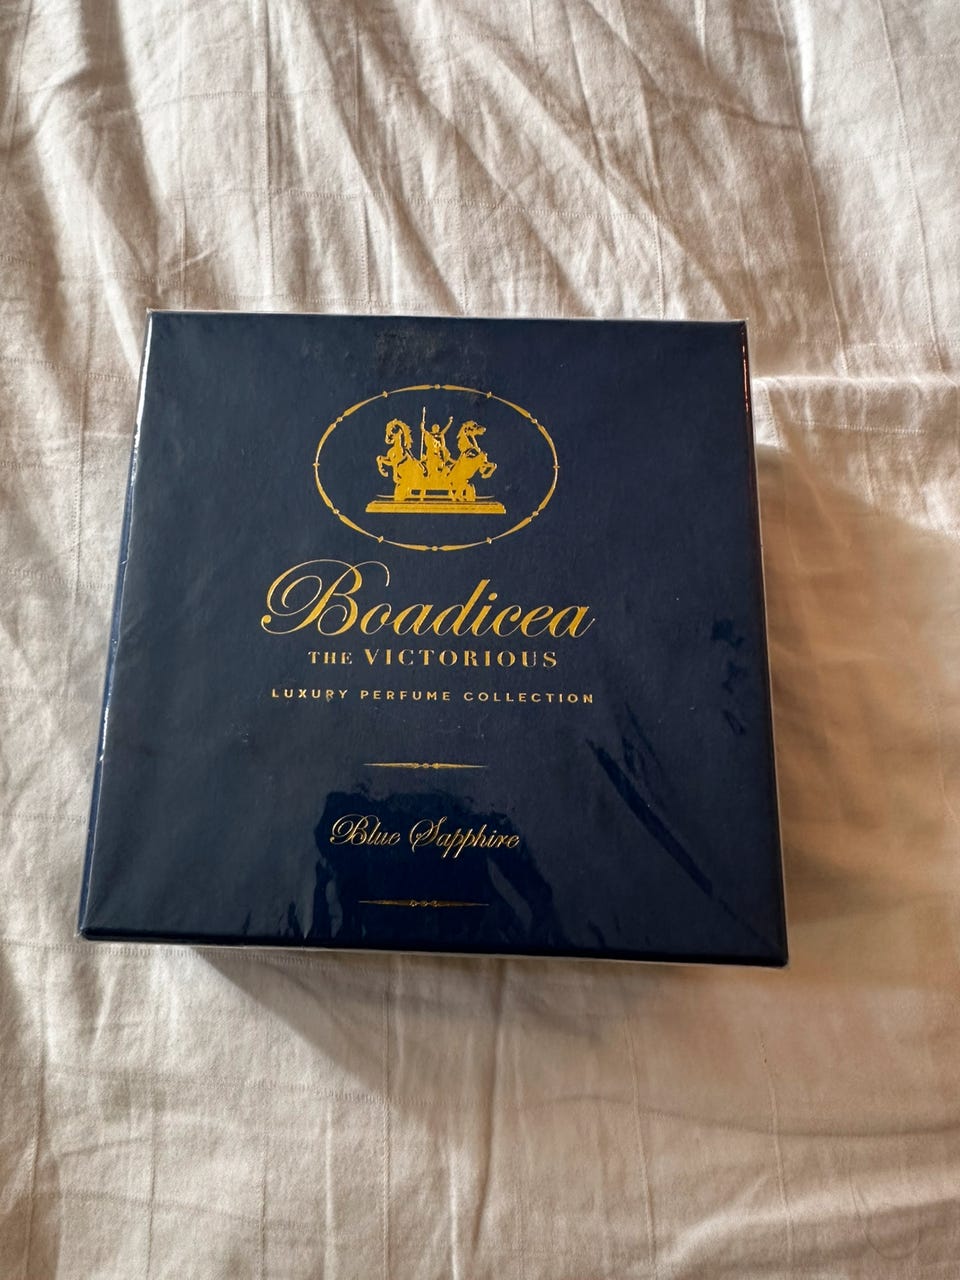 Boadicea
THE VICTORIOUS
LUXURY PERFUME COLLECTION
Blue Sapphire